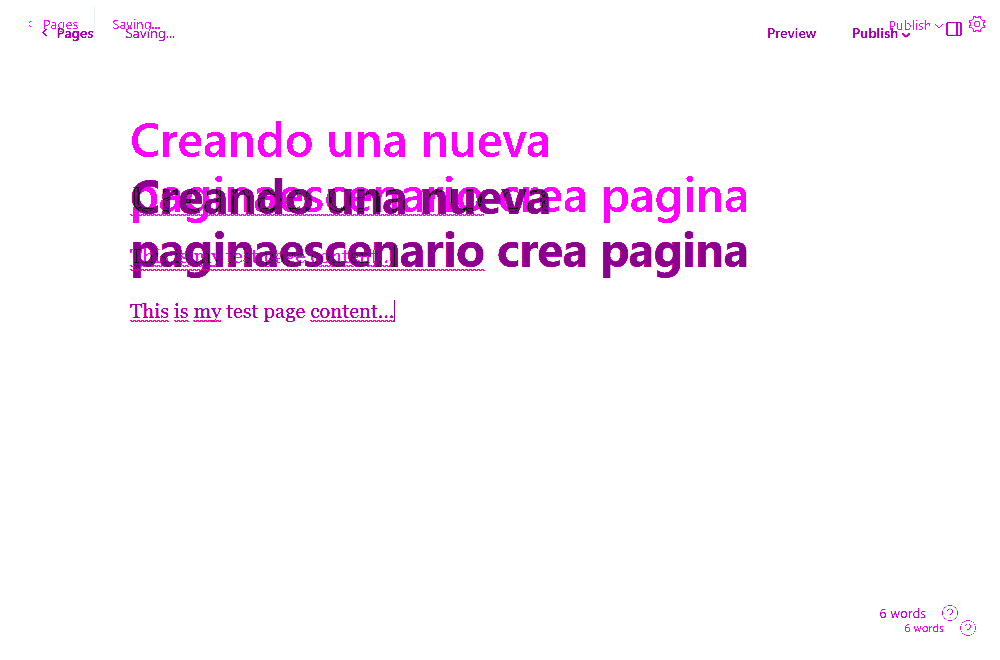 Pages Saving... Publish
Pages Saving... Preview Publish
Creando una nueva
paginaescenario crea pagina
Creando una nueva
paginaescenario crea pagina
This is my test page content...
This is my test page content...
6 words
6 words